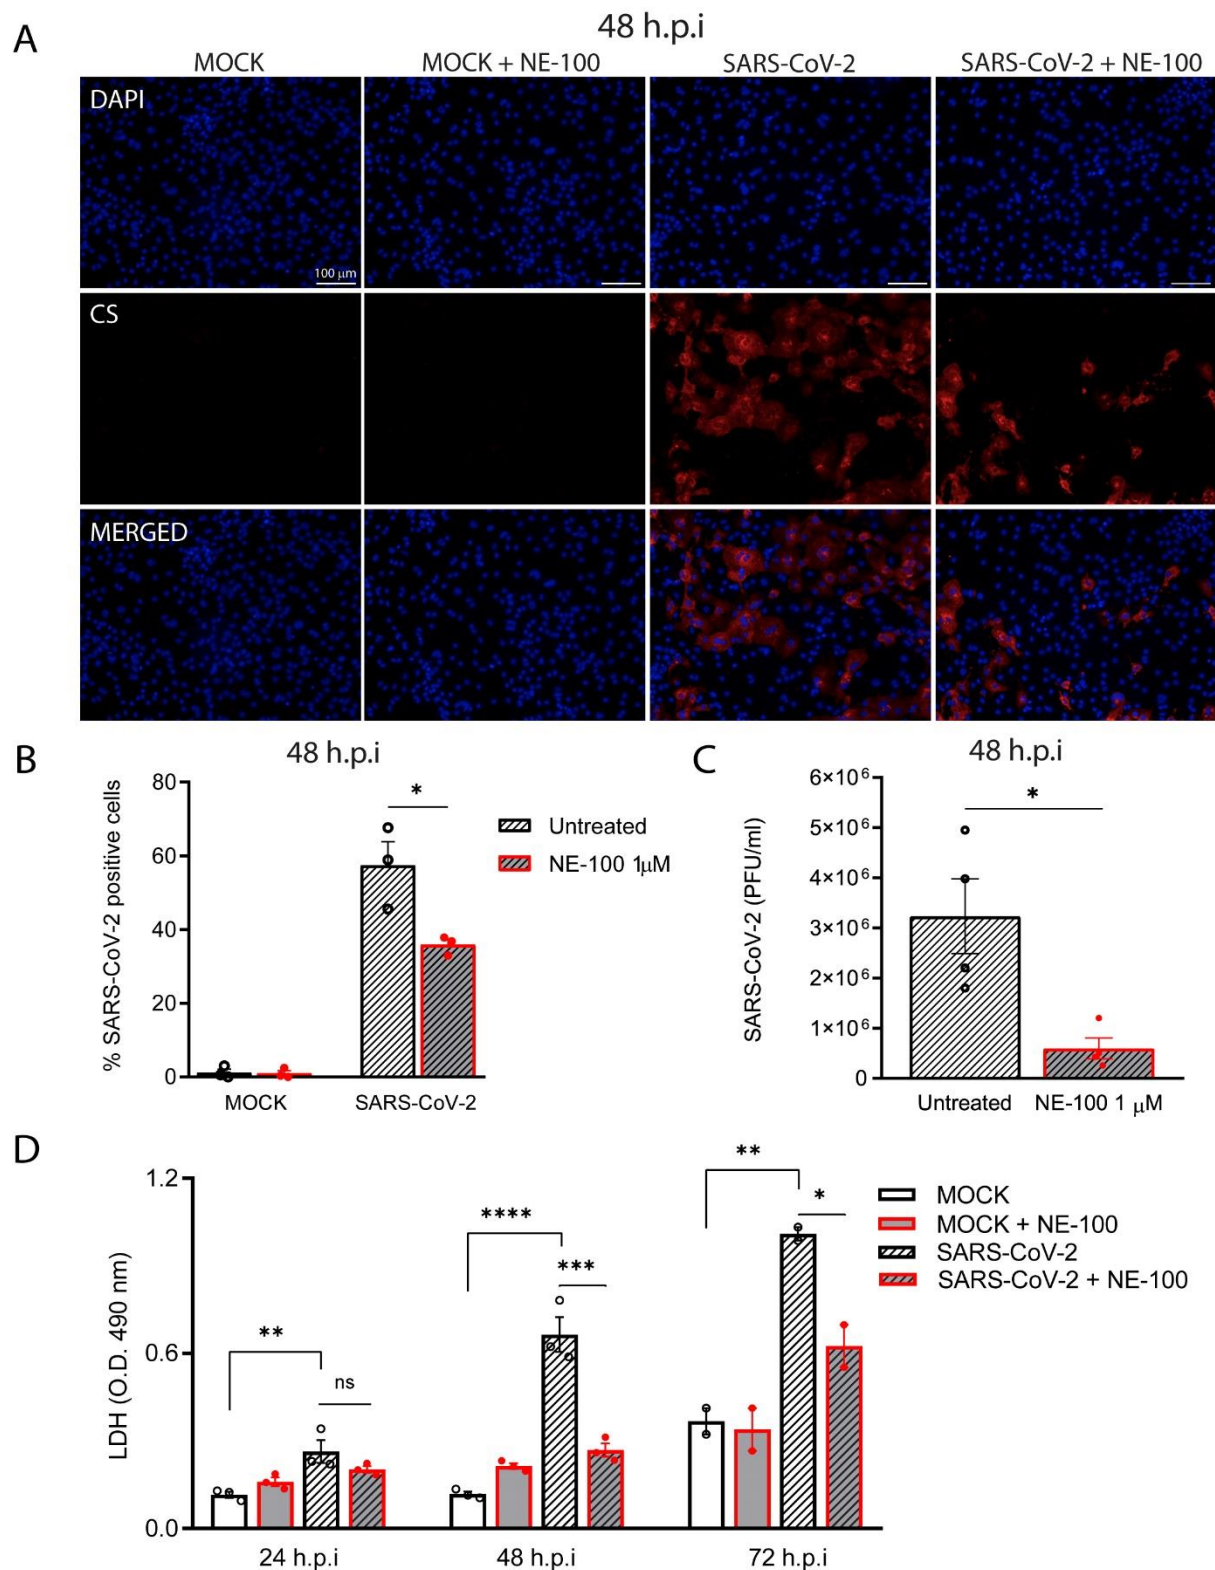 A
48 h.p.i
MOCK
MOCK + NE-100
SARS-CoV-2
SARS-CoV-2 + NE-100
DAPI
100 µm
CS
MERGED
B
48 h.p.i
% SARS-CoV-2 positive cells
80
60
40
20
0
*
MOCK
SARS-CoV-2
Untreated
NE-100 1µM
C
48 h.p.i
SARS-CoV-2 (PFU/ml)
6×10⁶
5×10⁶
4×10⁶
3×10⁶
2×10⁶
1×10⁶
0
*
Untreated
NE-100 1 µM
D
LDH (O.D. 490 nm)
1.2
0.6
0.0
**
ns
****
***
**
*
24 h.p.i
48 h.p.i
72 h.p.i
MOCK
MOCK + NE-100
SARS-CoV-2
SARS-CoV-2 + NE-100